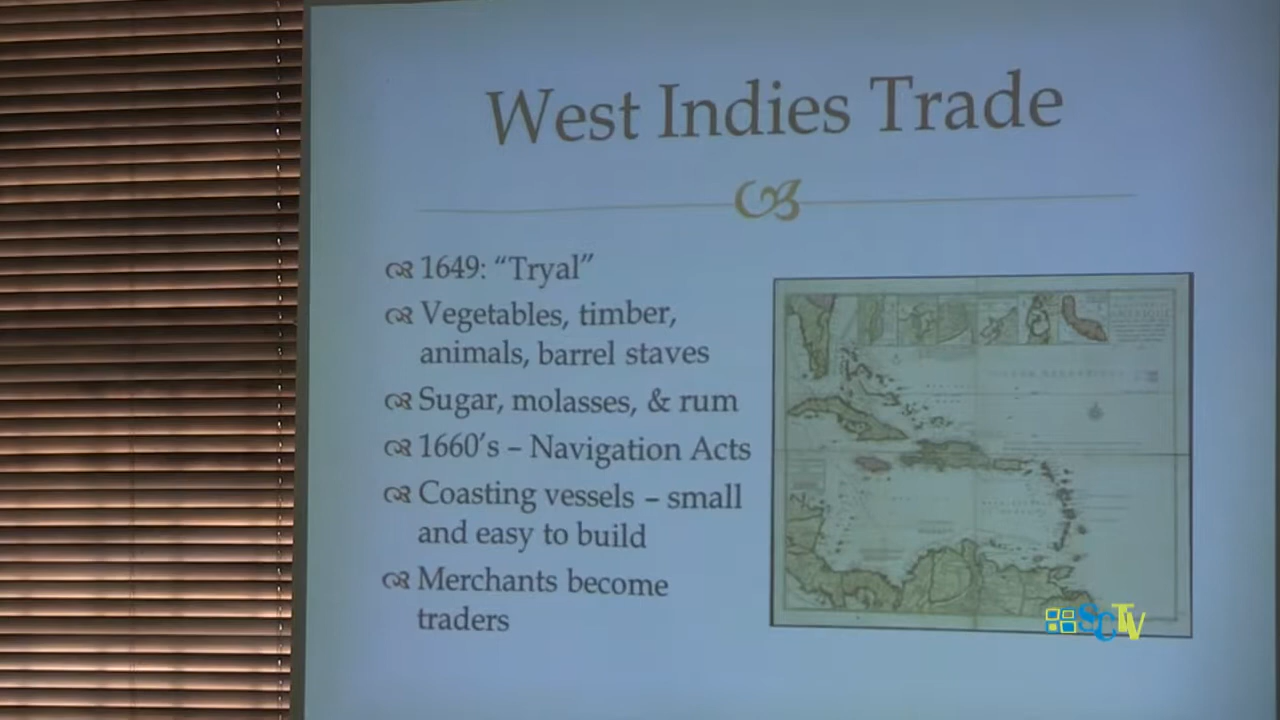 West Indies Trade
1649: “Tryal”
Vegetables, timber,
animals, barrel staves
Sugar, molasses, & rum
1660’s – Navigation Acts
Coasting vessels – small
and easy to build
Merchants become
traders
SCTV